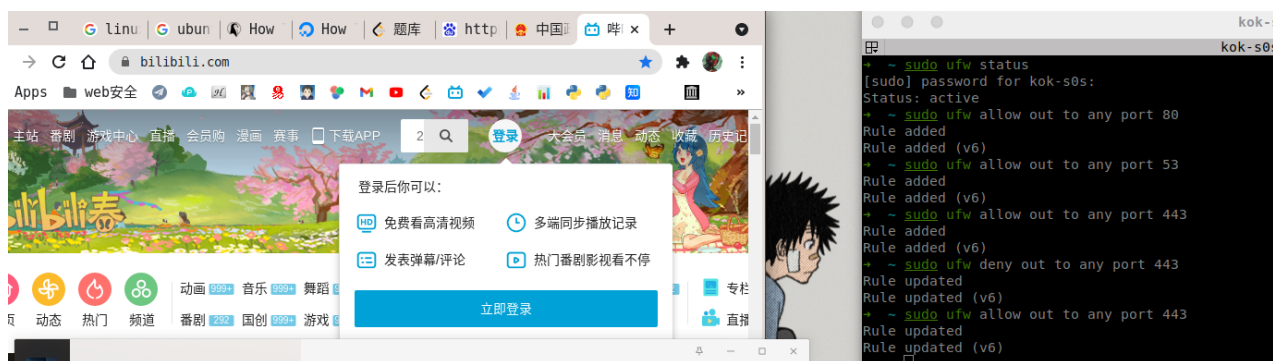 linu
ubun
How
How
题库
http
中国
哔
bilibili.com
Apps
web安全
知
主站 番剧 游戏中心 直播 会员购 漫画 赛事 下载APP
2
登录
大会员 消息 动态 收藏 历史记
登录后你可以：
HD 免费看高清视频
多端同步播放记录
发表弹幕/评论
热门番剧影视看不停
立即登录
动态 热门 频道
动画 999+ 音乐 999+ 舞蹈
专栏
番剧 292 国创 999+ 游戏
直播
kok-s
kok-s0s
→ ~ sudo ufw status
[sudo] password for kok-s0s:
Status: active
→ ~ sudo ufw allow out to any port 80
Rule added
Rule added (v6)
→ ~ sudo ufw allow out to any port 53
Rule added
Rule added (v6)
→ ~ sudo ufw allow out to any port 443
Rule added
Rule added (v6)
→ ~ sudo ufw deny out to any port 443
Rule updated
Rule updated (v6)
→ ~ sudo ufw allow out to any port 443
Rule updated
Rule updated (v6)